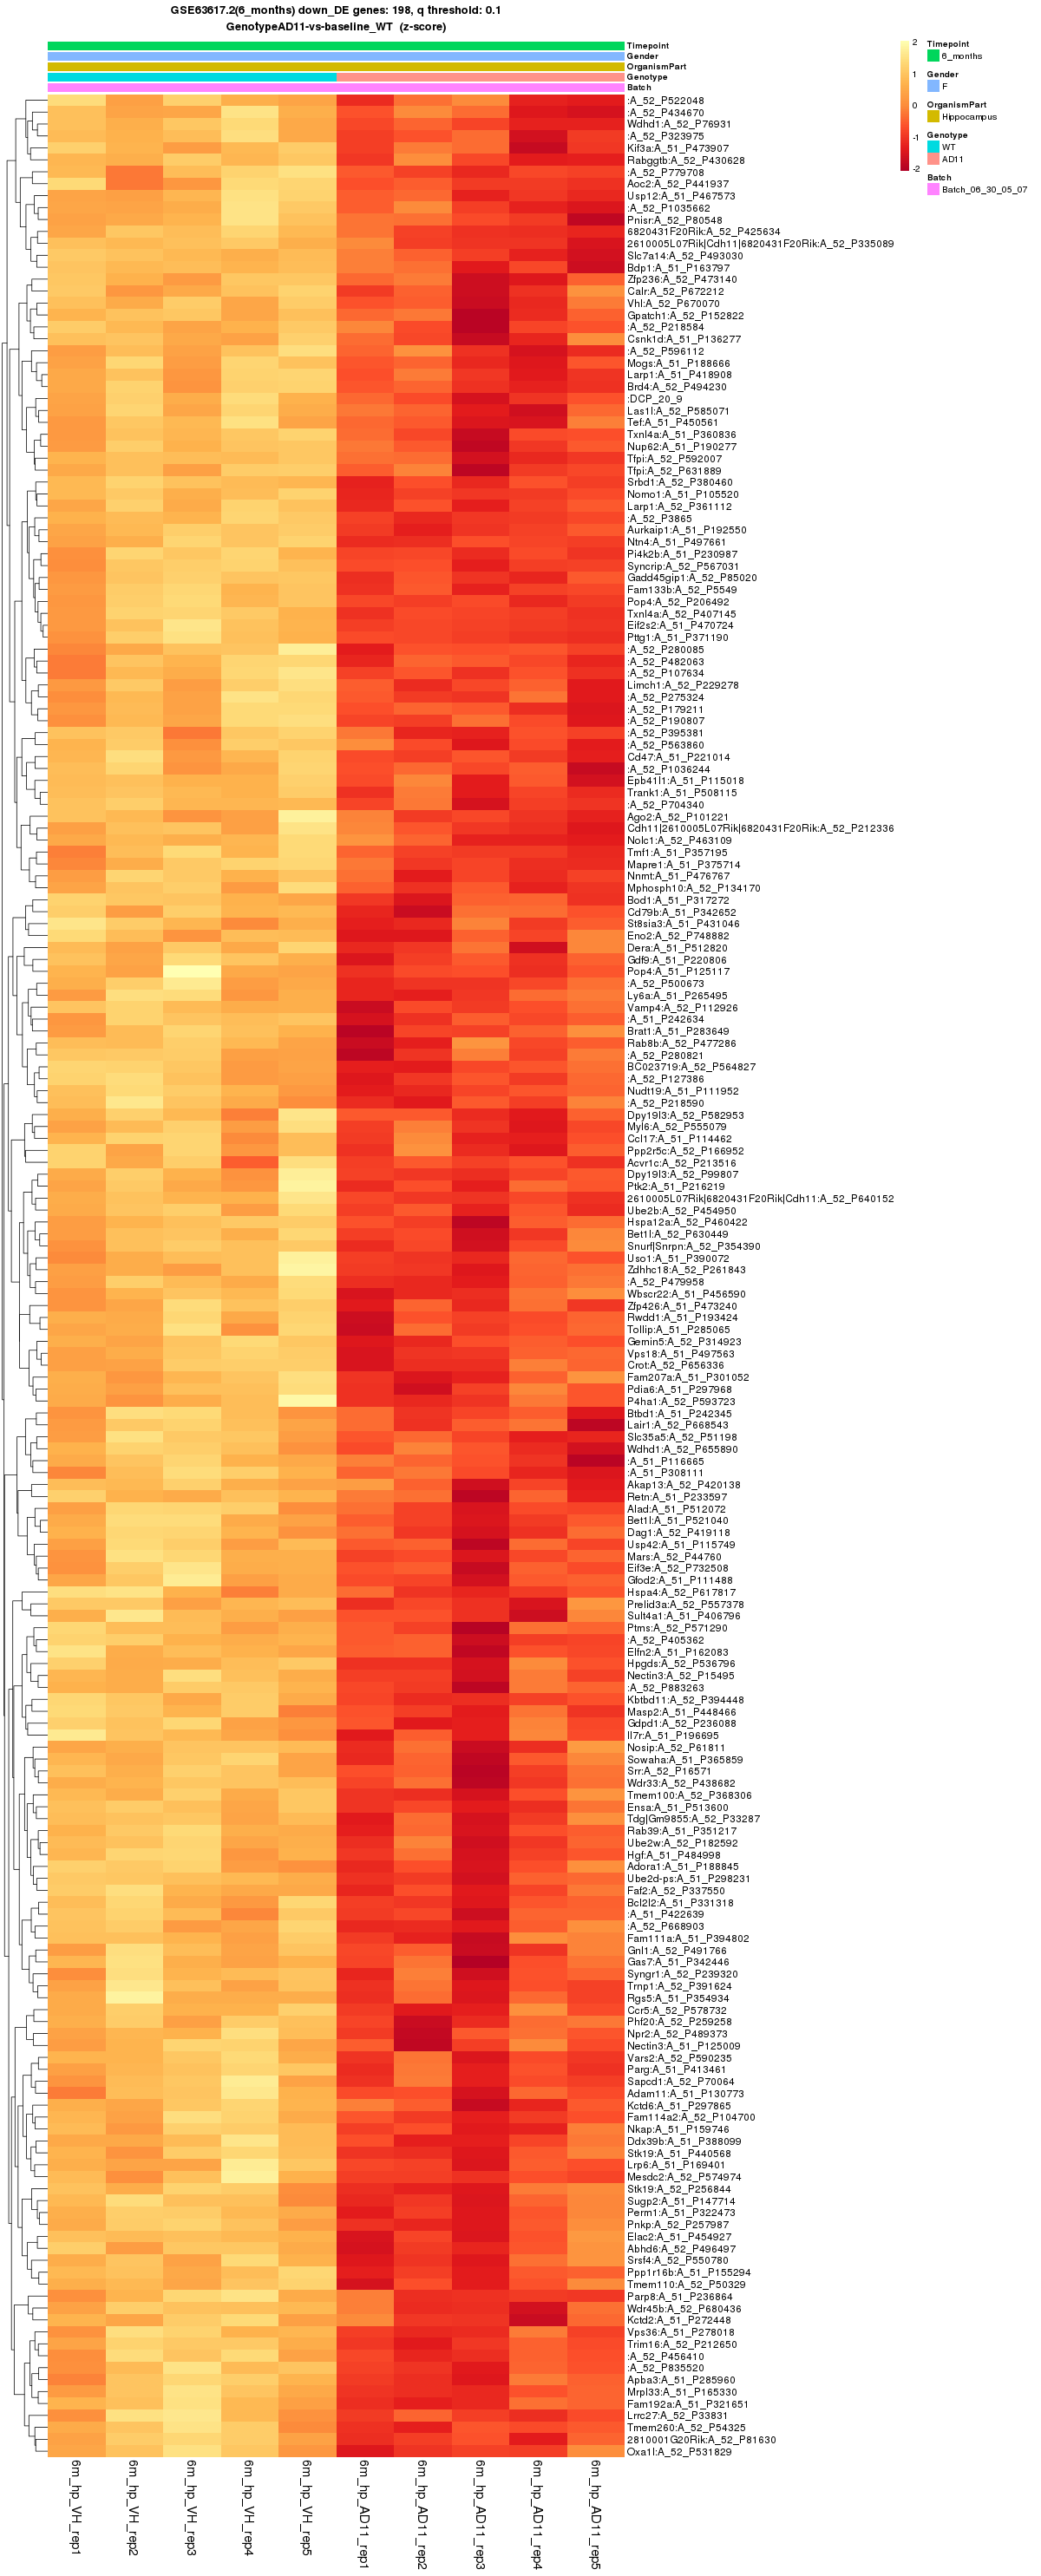 GSE63617.2(6_months) down_DE genes: 198, q threshold: 0.1
GenotypeAD11-vs-baseline_WT (z-score)
Timepoint
Gender
OrganismPart
Genotype
Batch
2
1
0
-1
-2
Timepoint
6_months
Gender
F
OrganismPart
Hippocampus
Genotype
WT
AD11
Batch
Batch_06_30_05_07
:A_52_P522048
:A_52_P434670
Wdhd1:A_52_P76931
:A_52_P323975
Kif3a:A_51_P473907
Rabggtb:A_52_P430628
:A_52_P779708
Aoc2:A_52_P441937
Usp12:A_51_P467573
:A_52_P1035662
Pnisr:A_52_P80548
6820431F20Rik:A_52_P425634
2610005L07Rik|Cdh11|6820431F20Rik:A_52_P335089
Slc7a14:A_52_P493030
Bdp1:A_51_P163797
Zfp236:A_52_P473140
Calr:A_52_P672212
Vhl:A_52_P670070
Gpatch1:A_52_P152822
:A_52_P218584
Csnk1d:A_51_P136277
:A_52_P596112
Mogs:A_51_P188666
Larp1:A_51_P418908
Brd4:A_52_P494230
:DCP_20_9
Las1l:A_52_P585071
Tef:A_51_P450561
Txnl4a:A_51_P360836
Nup62:A_51_P190277
Tfpi:A_52_P592007
Tfpi:A_52_P631889
Srbd1:A_52_P380460
Nomo1:A_51_P105520
Larp1:A_52_P361112
:A_52_P3865
Aurkaip1:A_51_P192550
Ntn4:A_51_P497661
Pi4k2b:A_51_P230987
Syncrip:A_52_P567031
Gadd45gip1:A_52_P85020
Fam133b:A_52_P5549
Pop4:A_51_P206492
Txnl4a:A_52_P407145
Eif2s2:A_51_P470724
Pttg1:A_51_P371190
:A_52_P280085
:A_52_P482063
:A_52_P107634
Limch1:A_52_P229278
:A_52_P275324
:A_52_P179211
:A_52_P190807
:A_52_P395381
:A_52_P563860
Cd47:A_51_P221014
:A_52_P1036244
Epb41l1:A_51_P115018
Trank1:A_51_P508115
:A_52_P704340
Ago2:A_52_P101221
Cdh11|2610005L07Rik|6820431F20Rik:A_52_P212336
Nolc1:A_52_P463109
Tmf1:A_51_P357195
Mapre1:A_51_P375714
Nnmt:A_51_P476767
Mphosph10:A_52_P134170
Bod1:A_51_P317272
Cd79b:A_51_P342652
St8sia3:A_51_P431046
Eno2:A_52_P748882
Dera:A_51_P512820
Gdf9:A_51_P220806
Pop4:A_51_P125117
:A_52_P500673
Ly6a:A_51_P265495
Vamp4:A_52_P112926
:A_51_P242634
Brat1:A_51_P283649
Rab8b:A_52_P477286
:A_52_P280821
BC023719:A_52_P564827
:A_52_P127386
Nudt19:A_51_P111952
:A_52_P218590
Dpy19l3:A_52_P582953
Myl6:A_52_P555079
Ccl17:A_51_P114462
Ppp2r5c:A_52_P166952
Acvr1c:A_52_P213516
Dpy19l3:A_52_P99807
Ptk2:A_51_P216219
2610005L07Rik|6820431F20Rik|Cdh11:A_52_P640152
Ube2b:A_52_P454950
Hspa12a:A_52_P460422
Bet1l:A_52_P630449
Snurf|Snrpn:A_52_P354390
Uso1:A_51_P390072
Zdhhc18:A_52_P261843
:A_52_P479958
Wbscr22:A_51_P456590
Zfp426:A_51_P473240
Rwdd1:A_51_P193424
Tollip:A_51_P285065
Gemin5:A_52_P314923
Vps18:A_51_P497563
Crot:A_52_P656336
Fam207a:A_51_P301052
Pdia6:A_51_P297968
P4ha1:A_52_P593723
Btbd1:A_51_P242345
Lair1:A_52_P668543
Slc35a5:A_52_P51198
Wdhd1:A_52_P655890
:A_51_P116665
:A_51_P308111
Akap13:A_52_P420138
Retn:A_51_P233597
Alad:A_51_P512072
Bet1l:A_51_P521040
Dag1:A_52_P419118
Usp42:A_51_P115749
Mars:A_52_P44760
Eif3e:A_52_P732508
Gfod2:A_51_P111488
Hspa4:A_52_P617817
Prelid3a:A_52_P557378
Sult4a1:A_51_P406796
Ptms:A_52_P571290
:A_52_P405362
Elfn2:A_51_P162083
Hpgds:A_52_P536796
Nectin3:A_52_P15495
:A_52_P883263
Kbtbd11:A_52_P394448
Masp2:A_51_P448466
Gdpd1:A_52_P236088
Il7r:A_51_P196695
Nosip:A_52_P61811
Sowaha:A_51_P365859
Srr:A_52_P16571
Wdr33:A_52_P438682
Tmem100:A_52_P368306
Ensa:A_51_P513600
Tdg|Gm9855:A_52_P33287
Rab39:A_51_P351217
Ube2w:A_52_P182592
Hgf:A_51_P484998
Adora1:A_51_P188845
Ube2d-ps:A_51_P298231
Faf2:A_52_P337550
Bcl2l2:A_51_P331318
:A_51_P422639
:A_52_P668903
Fam111a:A_51_P394802
Gnl1:A_52_P491766
Gas7:A_51_P342446
Syngr1:A_52_P239320
Trnp1:A_52_P391624
Rgs5:A_51_P354934
Ccr5:A_52_P578732
Phf20:A_52_P259258
Npr2:A_52_P489373
Nectin3:A_51_P125009
Vars2:A_52_P590235
Parg:A_51_P413461
Sapcd1:A_52_P70064
Adam11:A_51_P130773
Kctd6:A_51_P297865
Fam114a2:A_52_P104700
Nkap:A_51_P159746
Ddx39b:A_51_P388099
Stk19:A_51_P440568
Lrp6:A_51_P169401
Mesdc2:A_52_P574974
Stk19:A_52_P256844
Sugp2:A_51_P147714
Perm1:A_51_P322473
Pnkp:A_52_P257987
Elac2:A_51_P454927
Abhd6:A_52_P496497
Srsf4:A_52_P550780
Ppp1r16b:A_51_P155294
Tmem110:A_52_P50329
Parp8:A_51_P236864
Wdr45b:A_52_P680436
Kctd2:A_51_P272448
Vps36:A_51_P278018
Trim16:A_52_P212650
:A_52_P456410
:A_52_P835520
Apba3:A_51_P285960
Mrpl33:A_51_P165330
Fam192a:A_51_P321651
Lrrc27:A_52_P33831
Tmem260:A_52_P54325
2810001G20Rik:A_52_P81630
Oxa1l:A_52_P531829
6m_hp_VH_rep1
6m_hp_VH_rep2
6m_hp_VH_rep3
6m_hp_VH_rep4
6m_hp_VH_rep5
6m_hp_AD11_rep1
6m_hp_AD11_rep2
6m_hp_AD11_rep3
6m_hp_AD11_rep4
6m_hp_AD11_rep5